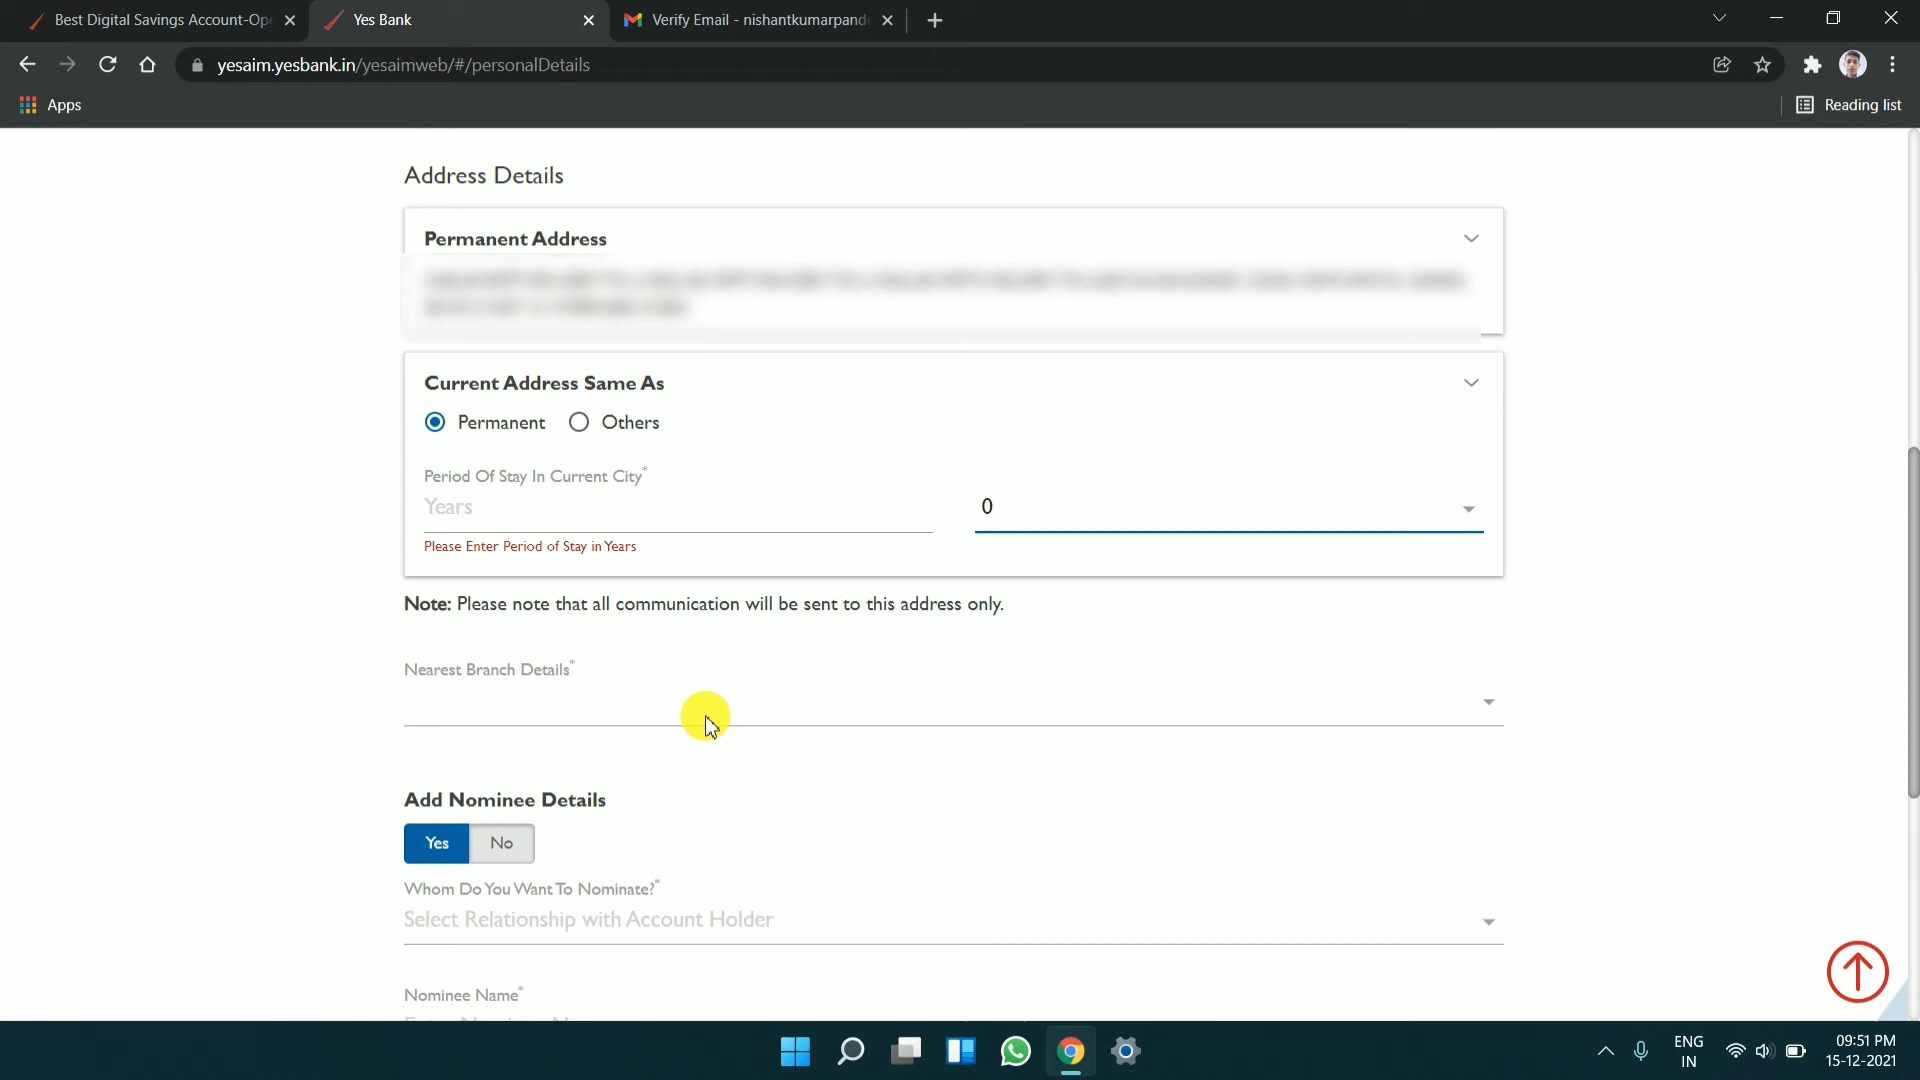 Best Digital Savings Account-Op
Yes Bank
Verify Email - nishantkumarpand
yesaim.yesbank.in/yesaimweb/#/personalDetails
Apps
Reading list
Address Details
Permanent Address
Current Address Same As
Permanent
Others
Period Of Stay In Current City*
Years
0
Please Enter Period of Stay in Years
Note: Please note that all communication will be sent to this address only.
Nearest Branch Details*
Add Nominee Details
Yes
No
Whom Do You Want To Nominate?*
Select Relationship with Account Holder
Nominee Name*
ENG
IN
09:51 PM
15-12-2021